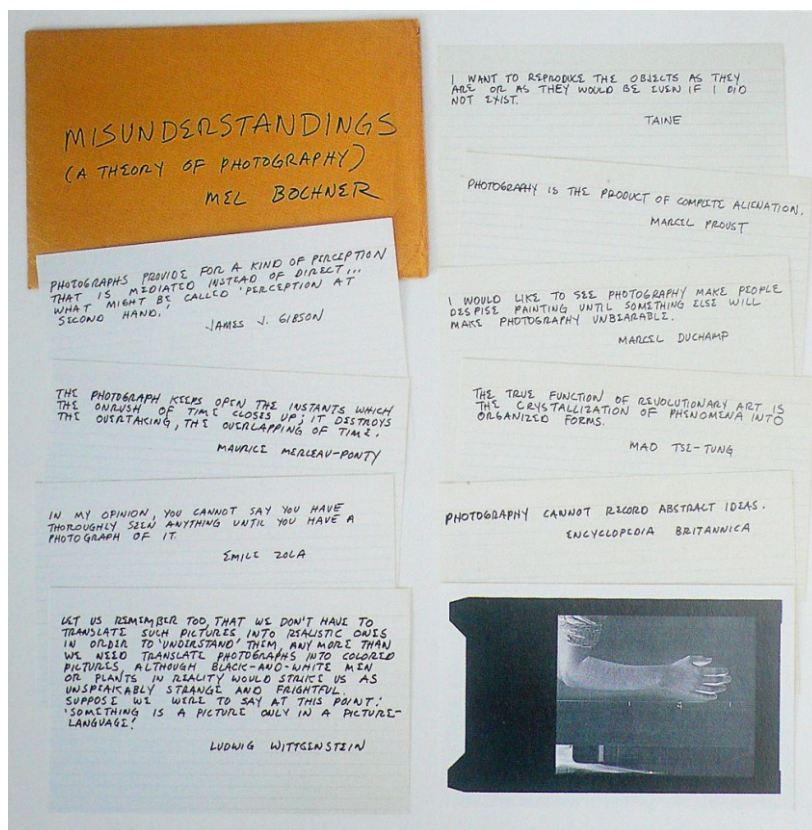 MISUNDERSTANDINGS
(A THEORY OF PHOTOGRAPHY)
MEL BOCHNER
PHOTOGRAPHS PROVIDE FOR A KIND OF PERCEPTION
THAT IS MEDIATED INSTEAD OF DIRECT...
WHAT MIGHT BE CALLED 'PERCEPTION AT
SECOND HAND.'
JAMES J. GIBSON
THE PHOTOGRAPH KEEPS OPEN THE INSTANTS WHICH
THE ONRUSH OF TIME CLOSES UP; IT DESTROYS
THE OVERTAKING, THE OVERLAPPING OF TIME.
MAURICE MERLEAU-PONTY
IN MY OPINION, YOU CANNOT SAY YOU HAVE
THOROUGHLY SEEN ANYTHING UNTIL YOU HAVE A
PHOTOGRAPH OF IT.
EMILE ZOLA
LET US REMEMBER TOO, THAT WE DON'T HAVE TO
TRANSLATE SUCH PICTURES INTO REALISTIC ONES
IN ORDER TO 'UNDERSTAND' THEM, ANY MORE THAN
WE NEED TRANSLATE PHOTOGRAPHS INTO COLORED
PICTURES, ALTHOUGH BLACK-AND-WHITE MEN
OR PLANTS IN REALITY WOULD STRIKE US AS
UNSPEAKABLY STRANGE AND FRIGHTFUL.
SUPPOSE WE WERE TO SAY AT THIS POINT:
'SOMETHING IS A PICTURE ONLY IN A PICTURE-
LANGUAGE!'
LUDWIG WITTGENSTEIN
I WANT TO REPRODUCE THE OBJECTS AS THEY
ARE OR AS THEY WOULD BE EVEN IF I DID
NOT EXIST.
TAINE
PHOTOGRAPHY IS THE PRODUCT OF COMPLETE ALIENATION.
MARCEL PROUST
I WOULD LIKE TO SEE PHOTOGRAPHY MAKE PEOPLE
DESPISE PAINTING UNTIL SOMETHING ELSE WILL
MAKE PHOTOGRAPHY UNBEARABLE.
MARCEL DUCHAMP
THE TRUE FUNCTION OF REVOLUTIONARY ART IS
THE CRYSTALLIZATION OF PHENOMENA INTO
ORGANIZED FORMS.
MAO TSE-TUNG
PHOTOGRAPHY CANNOT RECORD ABSTRACT IDEAS.
ENCYCLOPEDIA BRITANNICA